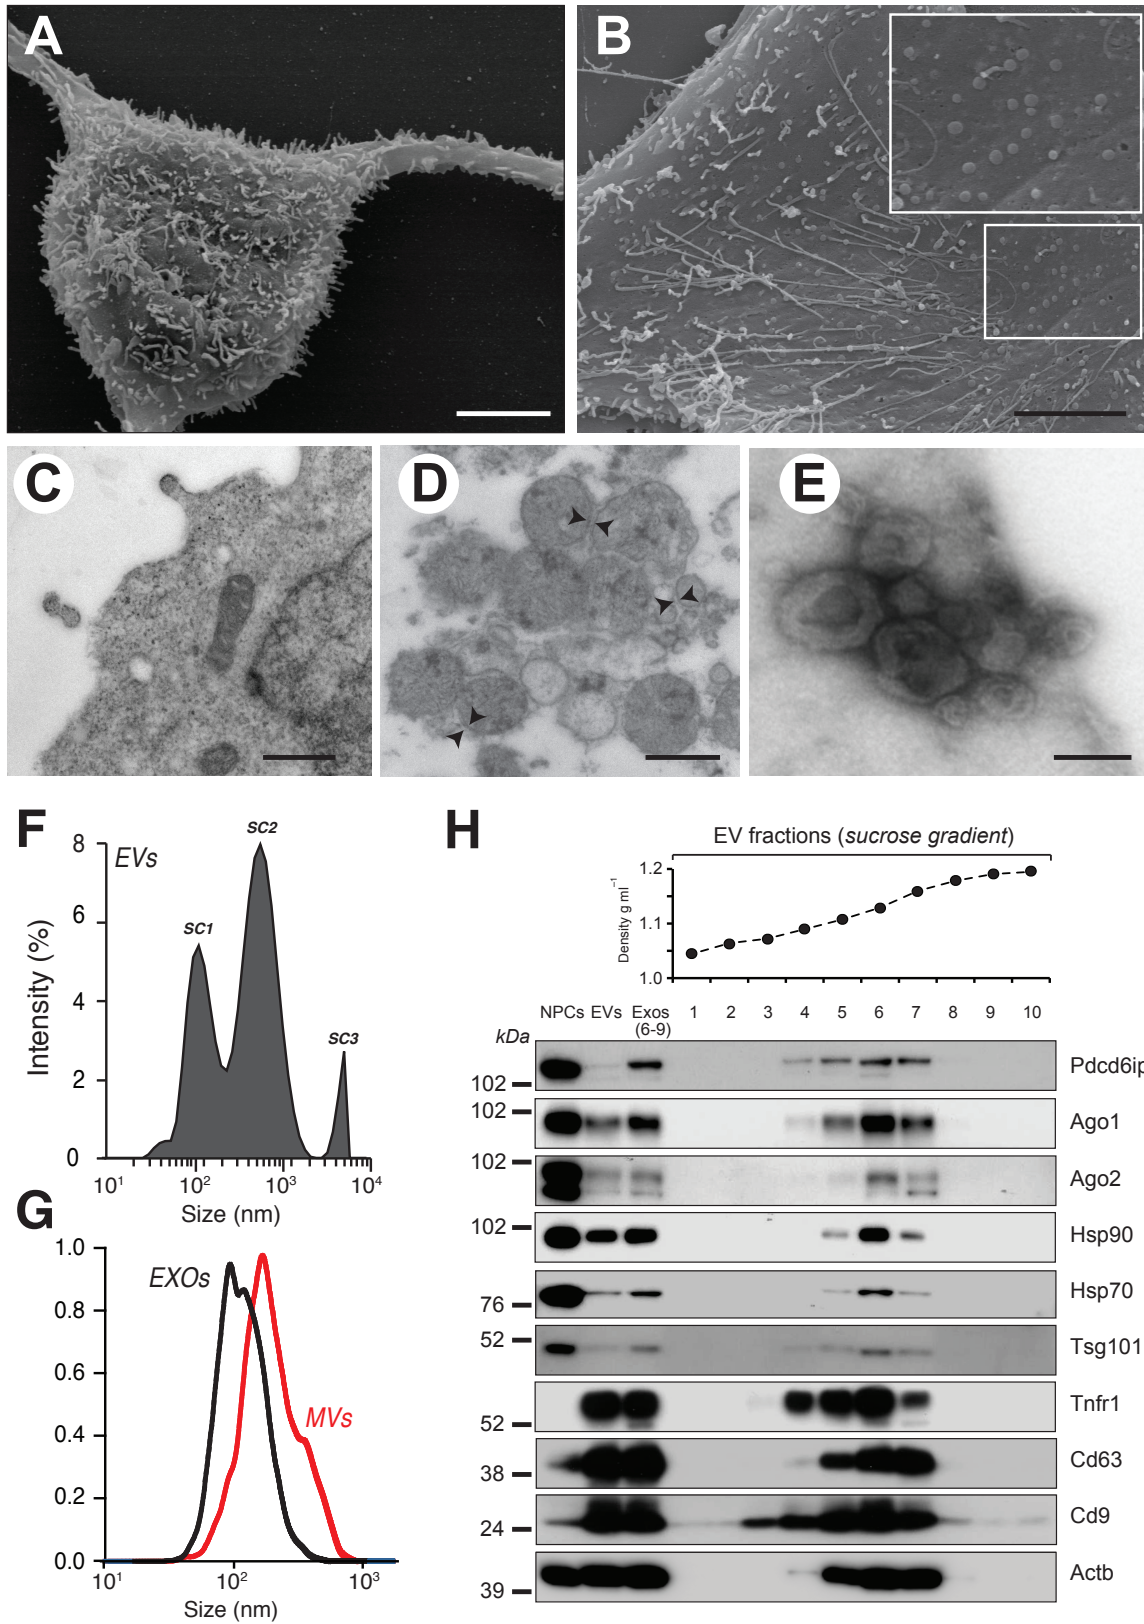 A
B
C
D
E
F
EVs
SC1
SC2
SC3
8
6
4
2
0
Intensity (%)
10¹
10²
10³
10⁴
Size (nm)
G
EXOs
MVs
1.0
0.8
0.6
0.4
0.2
0.0
10¹
10²
10³
Size (nm)
H
EV fractions (sucrose gradient)
Density g ml⁻¹
1.2
1.1
1.0
NPCs EVs Exos 1 2 3 4 5 6 7 8 9 10
(6-9)
kDa
102
Pdcd6ip
102
Ago1
102
Ago2
102
Hsp90
76
Hsp70
52
Tsg101
52
Tnfr1
38
Cd63
24
Cd9
39
Actb